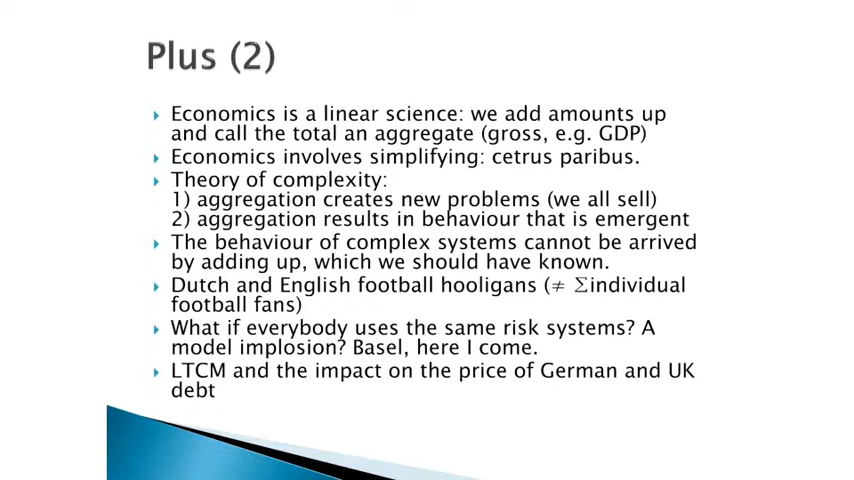 Plus (2)
Economics is a linear science: we add amounts up
and call the total an aggregate (gross, e.g. GDP)
Economics involves simplifying: cetrus paribus.
Theory of complexity:
1) aggregation creates new problems (we all sell)
2) aggregation results in behaviour that is emergent
The behaviour of complex systems cannot be arrived
by adding up, which we should have known.
Dutch and English football hooligans (≠ ∑individual
football fans)
What if everybody uses the same risk systems? A
model implosion? Basel, here I come.
LTCM and the impact on the price of German and UK
debt